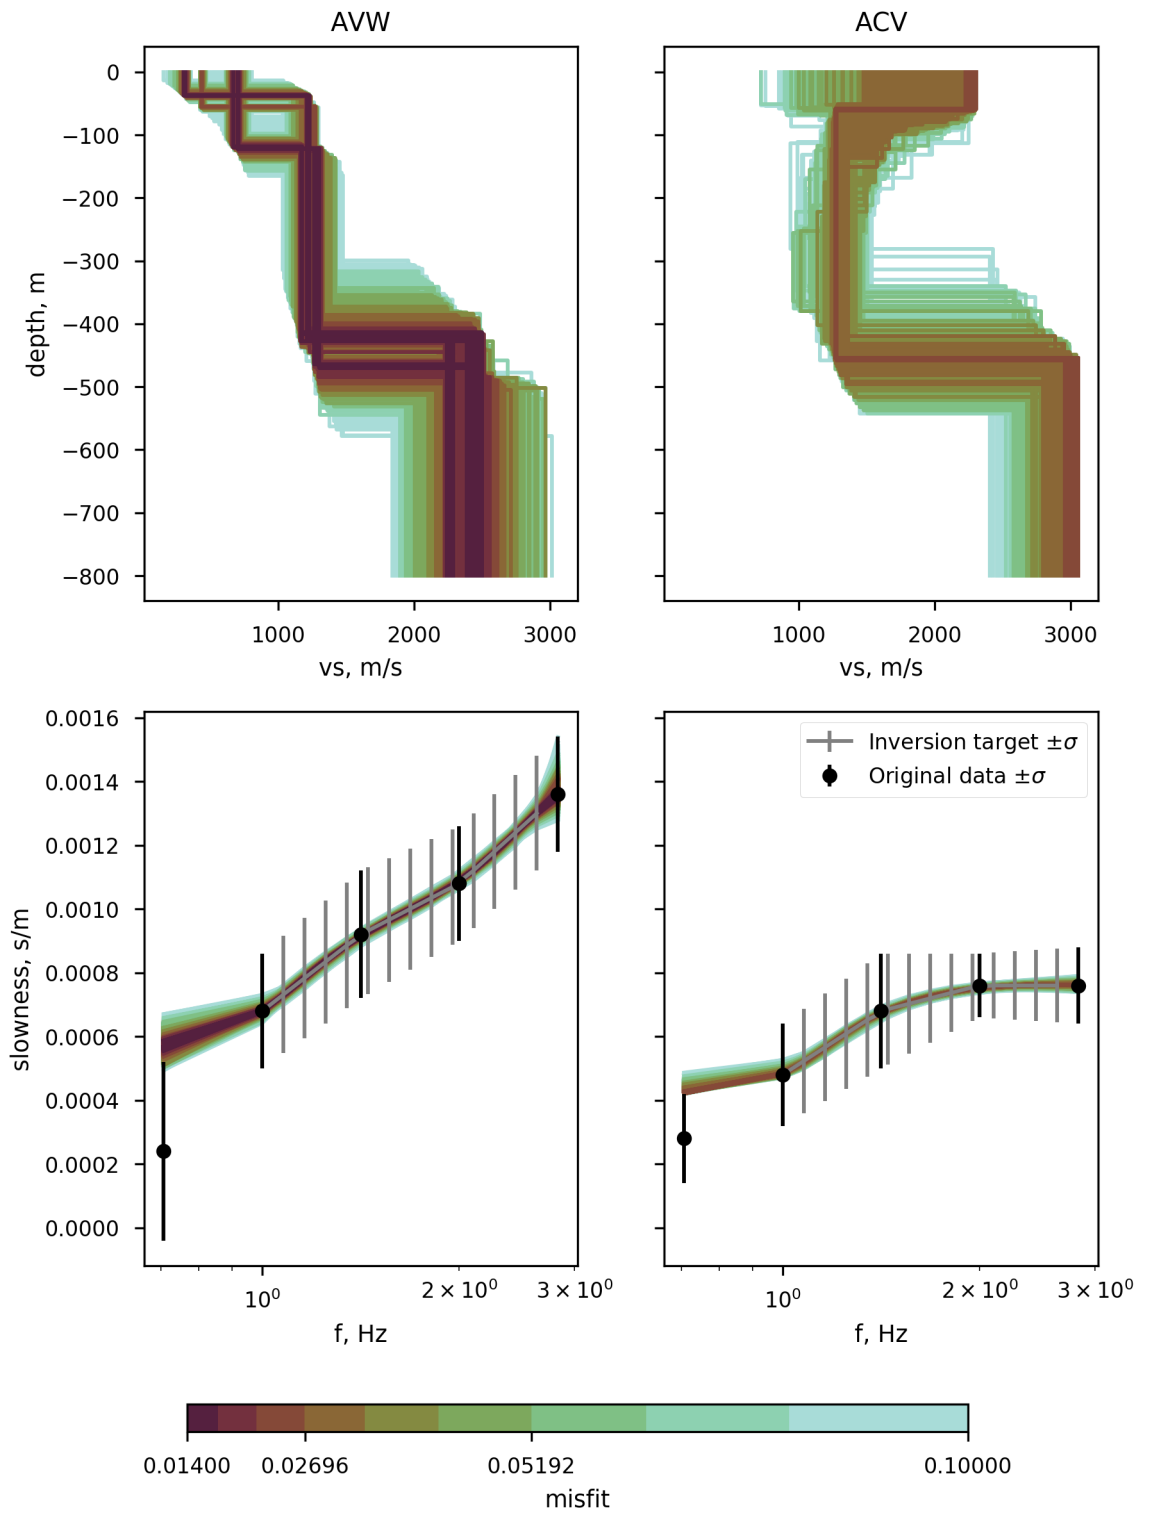 AVW ACV
0
−100
−200
−300
−400
−500
−600
−700
−800
depth, m
1000 2000 3000 1000 2000 3000
vs, m/s vs, m/s
0.0016
0.0014
0.0012
0.0010
0.0008
0.0006
0.0004
0.0002
0.0000
slowness, s/m
Inversion target ±σ
Original data ±σ
10⁰ 2 × 10⁰ 3 × 10⁰ 10⁰ 2 × 10⁰ 3 × 10⁰
f, Hz f, Hz
0.01400 0.02696 0.05192 0.10000
misfit